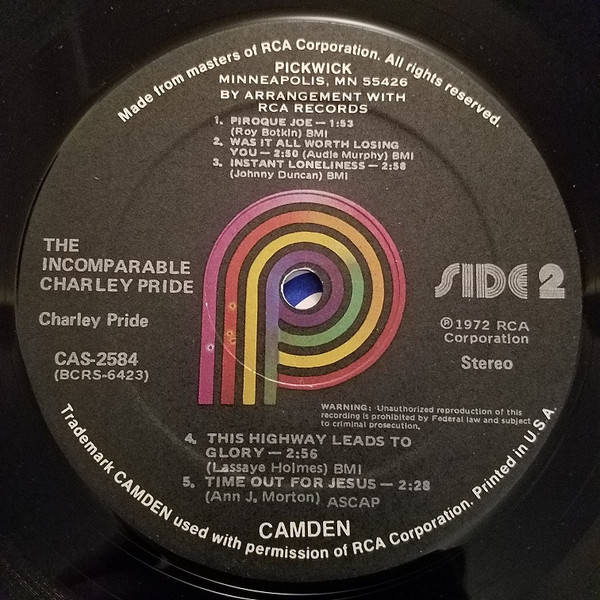 Made from masters of RCA Corporation. All rights reserved.
PICKWICK
MINNEAPOLIS, MN 55426
BY ARRANGEMENT WITH
RCA RECORDS
1. PIROQUE JOE — 1:53
(Roy Botkin) BMI
2. WAS IT ALL WORTH LOSING
YOU — 2:50 (Audie Murphy) BMI
3. INSTANT LONELINESS — 2:58
(Johnny Duncan) BMI
THE
INCOMPARABLE
CHARLEY PRIDE
Charley Pride
CAS-2584
(BCRS-6423)
SIDE 2
℗ 1972 RCA
Corporation
Stereo
WARNING: Unauthorized reproduction of this
recording is prohibited by Federal law and subject
to criminal prosecution.
4. THIS HIGHWAY LEADS TO
GLORY — 2:56
(Lassaye Holmes) BMI
5. TIME OUT FOR JESUS — 2:28
(Ann J. Morton) ASCAP
CAMDEN
Trademark CAMDEN used with permission of RCA Corporation. Printed in U.S.A.